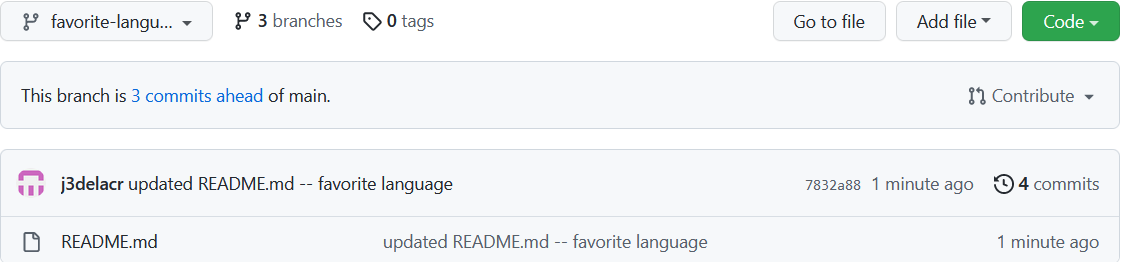 favorite-langu... 3 branches 0 tags Go to file Add file Code
This branch is 3 commits ahead of main. Contribute
j3delacr updated README.md -- favorite language 7832a88 1 minute ago 4 commits
README.md updated README.md -- favorite language 1 minute ago